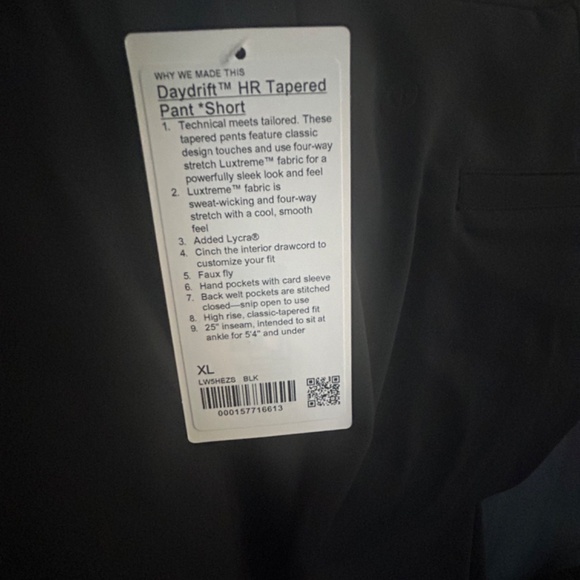 WHY WE MADE THIS
Daydrift™ HR Tapered
Pant *Short
1. Technical meets tailored. These
tapered pants feature classic
design touches and use four-way
stretch Luxtreme™ fabric for a
powerfully sleek look and feel
2. Luxtreme™ fabric is
sweat-wicking and four-way
stretch with a cool, smooth
feel
3. Added Lycra®
4. Cinch the interior drawcord to
customize your fit
5. Faux fly
6. Hand pockets with card sleeve
7. Back welt pockets are stitched
closed—snip open to use
8. High rise, classic-tapered fit
9. 25" inseam, intended to sit at
ankle for 5'4" and under
XL
LW5HEZS BLK
000157716613